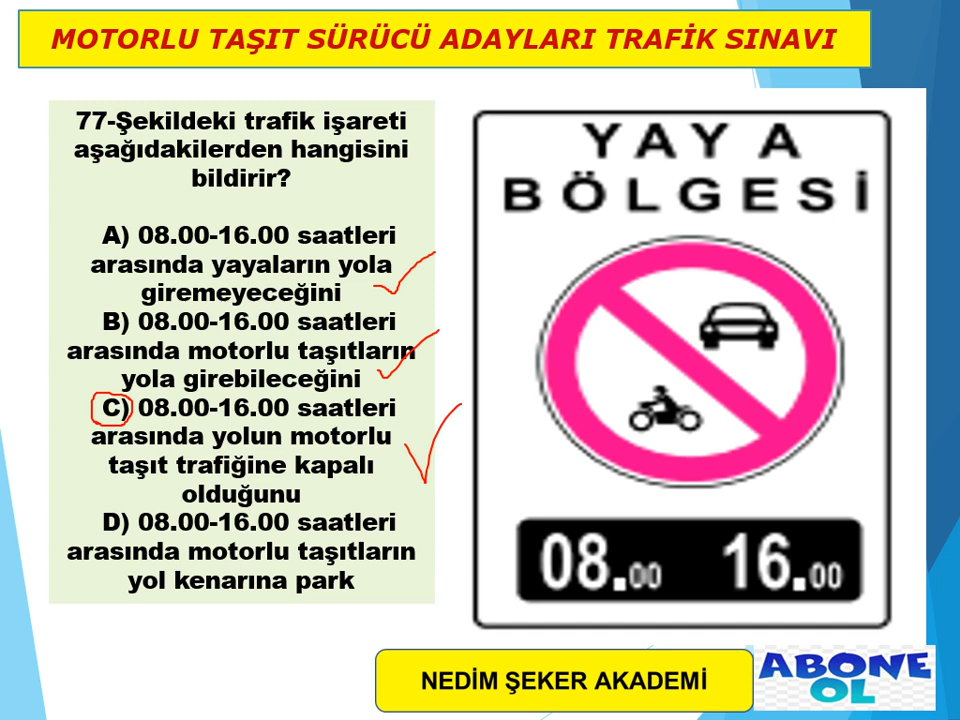 MOTORLU TAŞIT SÜRÜCÜ ADAYLARI TRAFİK SINAVI
77-Şekildeki trafik işareti
aşağıdakilerden hangisini
bildirir?
A) 08.00-16.00 saatleri
arasında yayaların yola
giremeyeceğini
B) 08.00-16.00 saatleri
arasında motorlu taşıtların
yola girebileceğini
C) 08.00-16.00 saatleri
arasında yolun motorlu
taşıt trafiğine kapalı
olduğunu
D) 08.00-16.00 saatleri
arasında motorlu taşıtların
yol kenarına park
YAYA
BÖLGESİ
08.00 16.00
NEDİM ŞEKER AKADEMİ
ABONE
OL